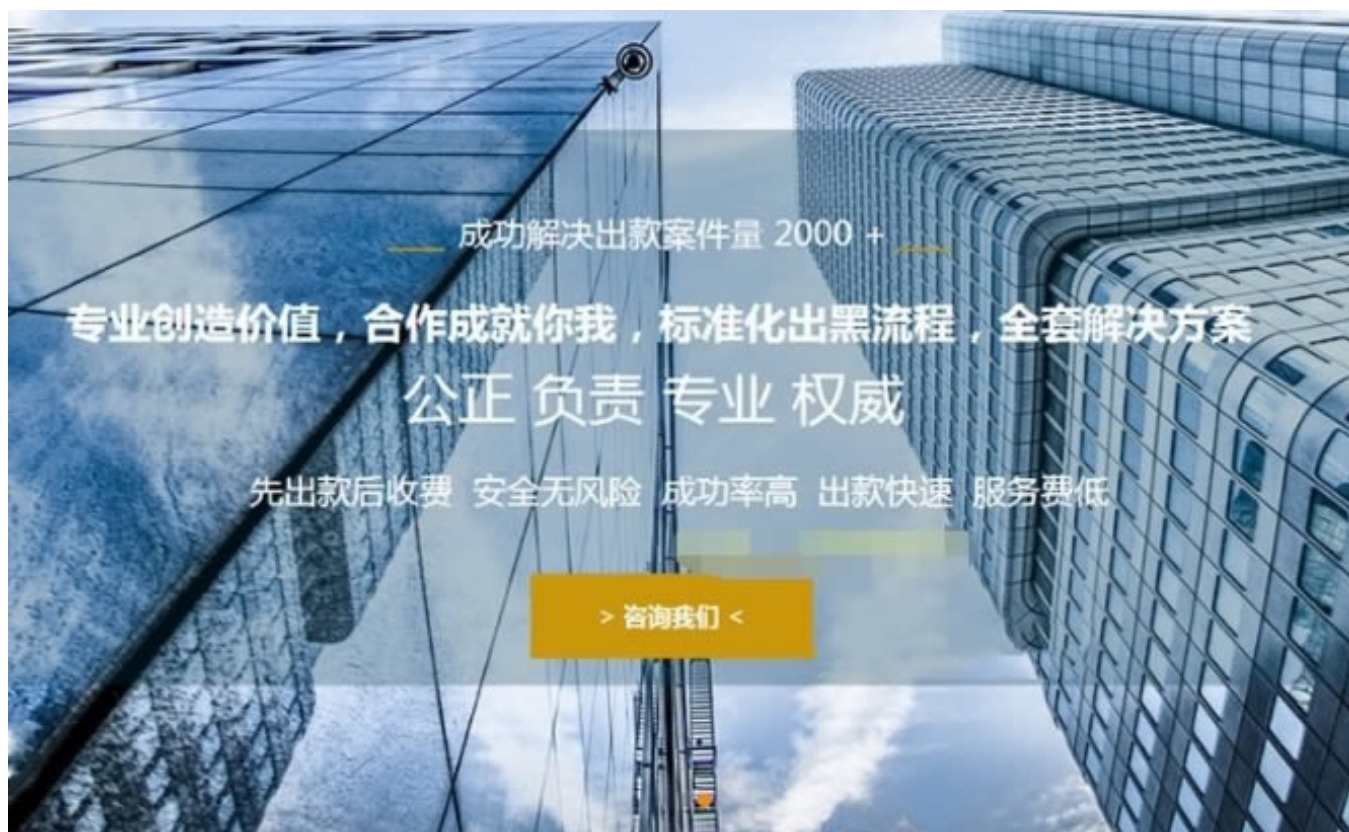 成功解决出款案件量 2000 +
专业创造价值，合作成就你我，标准化出黑流程，全套解决方案
公正 负责 专业 权威
先出款后收费 安全无风险 成功率高 出款快速 服务费低
> 咨询我们 <